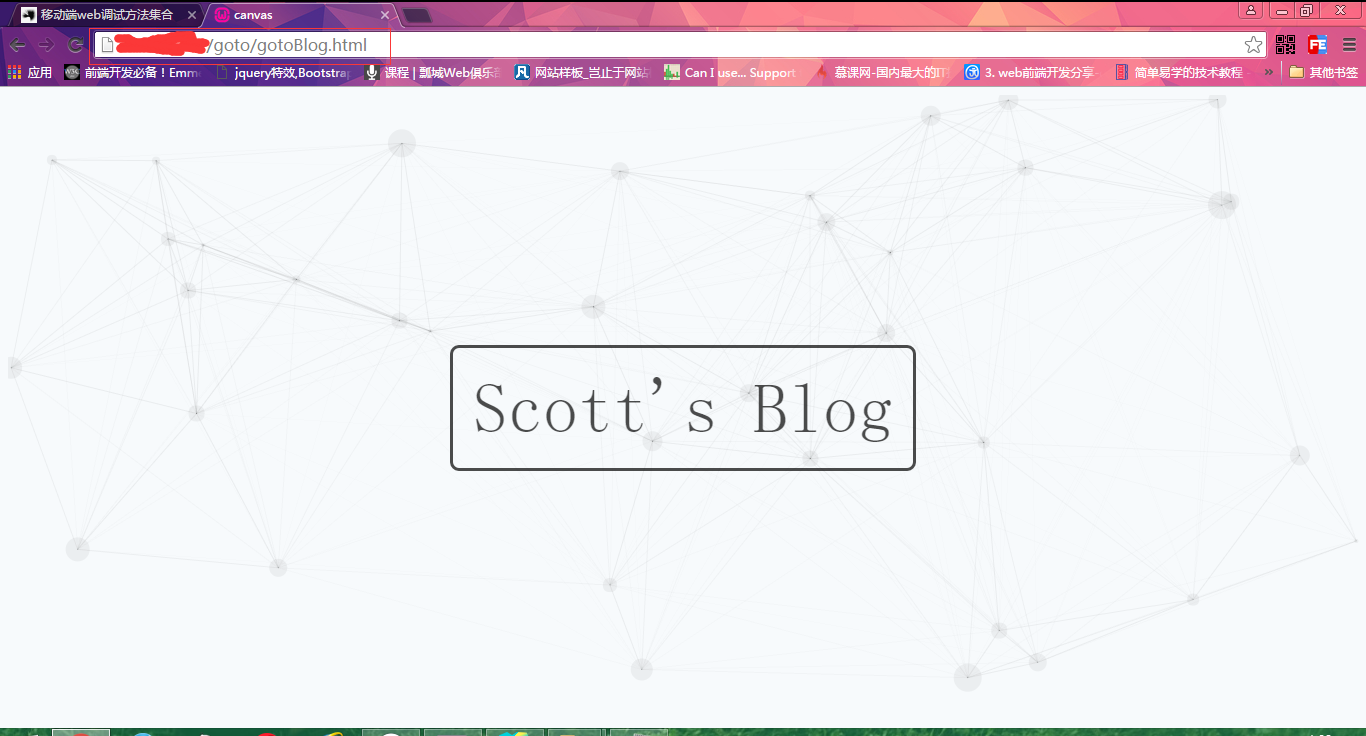 移动端web调试方法集合
canvas
/goto/gotoBlog.html
应用
前端开发必备！Emm
jquery特效,Bootstrap
课程 | 瓢城Web俱乐部
网站样板_岂止于网站
Can I use... Support
慕课网-国内最大的IT
3. web前端开发分享
简单易学的技术教程
»
其他书签
Scott's Blog